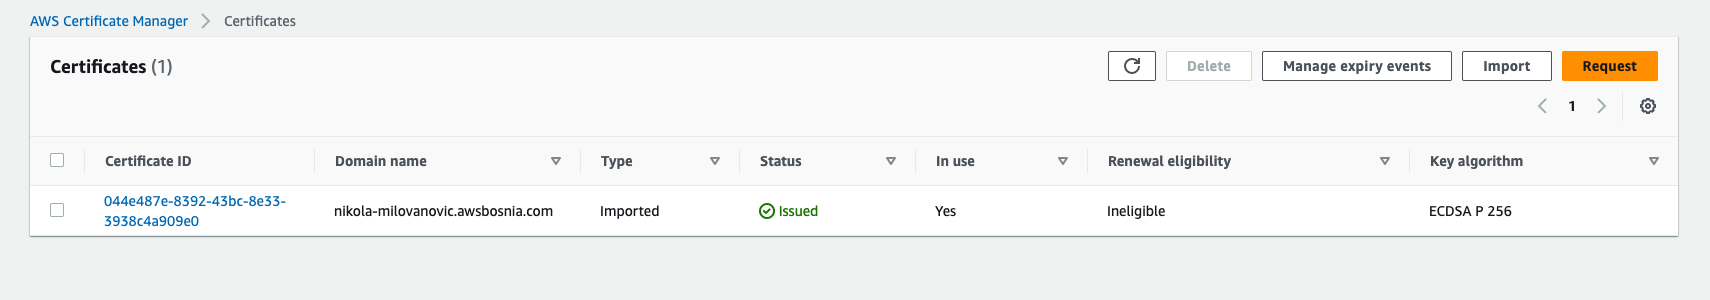 AWS Certificate Manager > Certificates
Certificates (1)
Delete
Manage expiry events
Import
Request
1
Certificate ID Domain name Type Status In use Renewal eligibility Key algorithm
044e487e-8392-43bc-8e33-
3938c4a909e0
nikola-milovanovic.awsbosnia.com Imported Issued Yes Ineligible ECDSA P 256